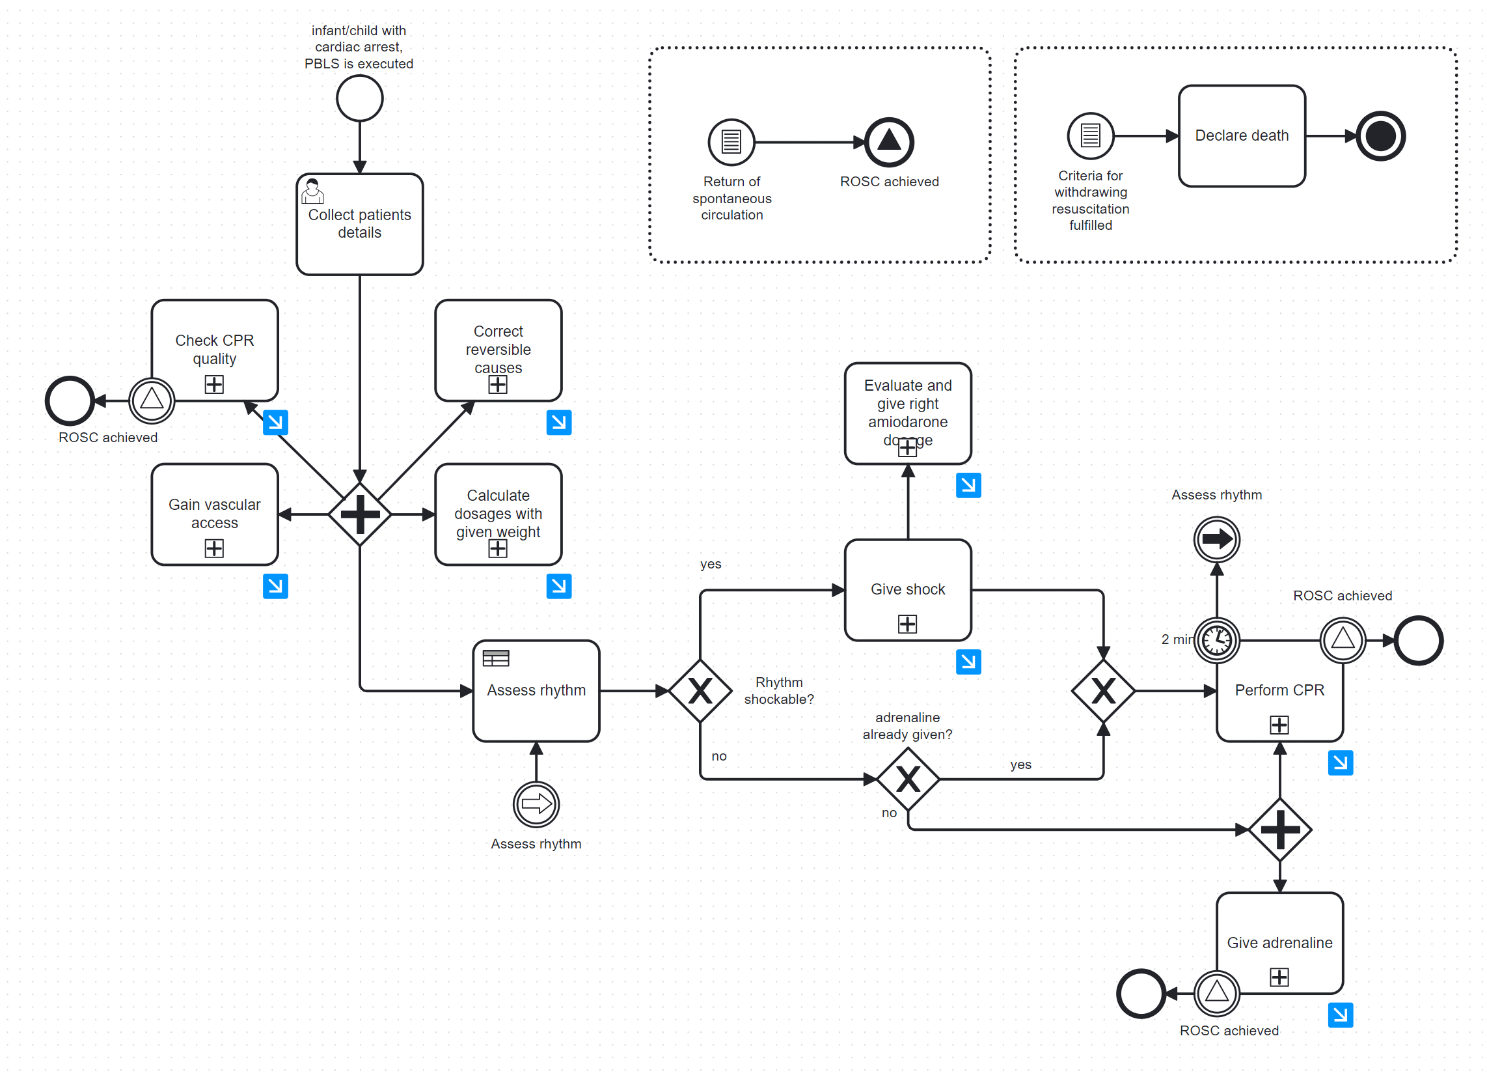 infant/child with
cardiac arrest,
PBLS is executed
Collect patients
details
Return of
spontaneous
circulation
ROSC achieved
Criteria for
withdrawing
resuscitation
fulfilled
Declare death
Check CPR
quality
ROSC achieved
Correct
reversible
causes
Gain vascular
access
Calculate
dosages with
given weight
Evaluate and
give right
amiodarone
dosage
Assess rhythm
yes
Give shock
ROSC achieved
2 min
Assess rhythm
X
Rhythm
shockable?
X
Perform CPR
adrenaline
already given?
no
yes
X
no
Assess rhythm
Give adrenaline
ROSC achieved